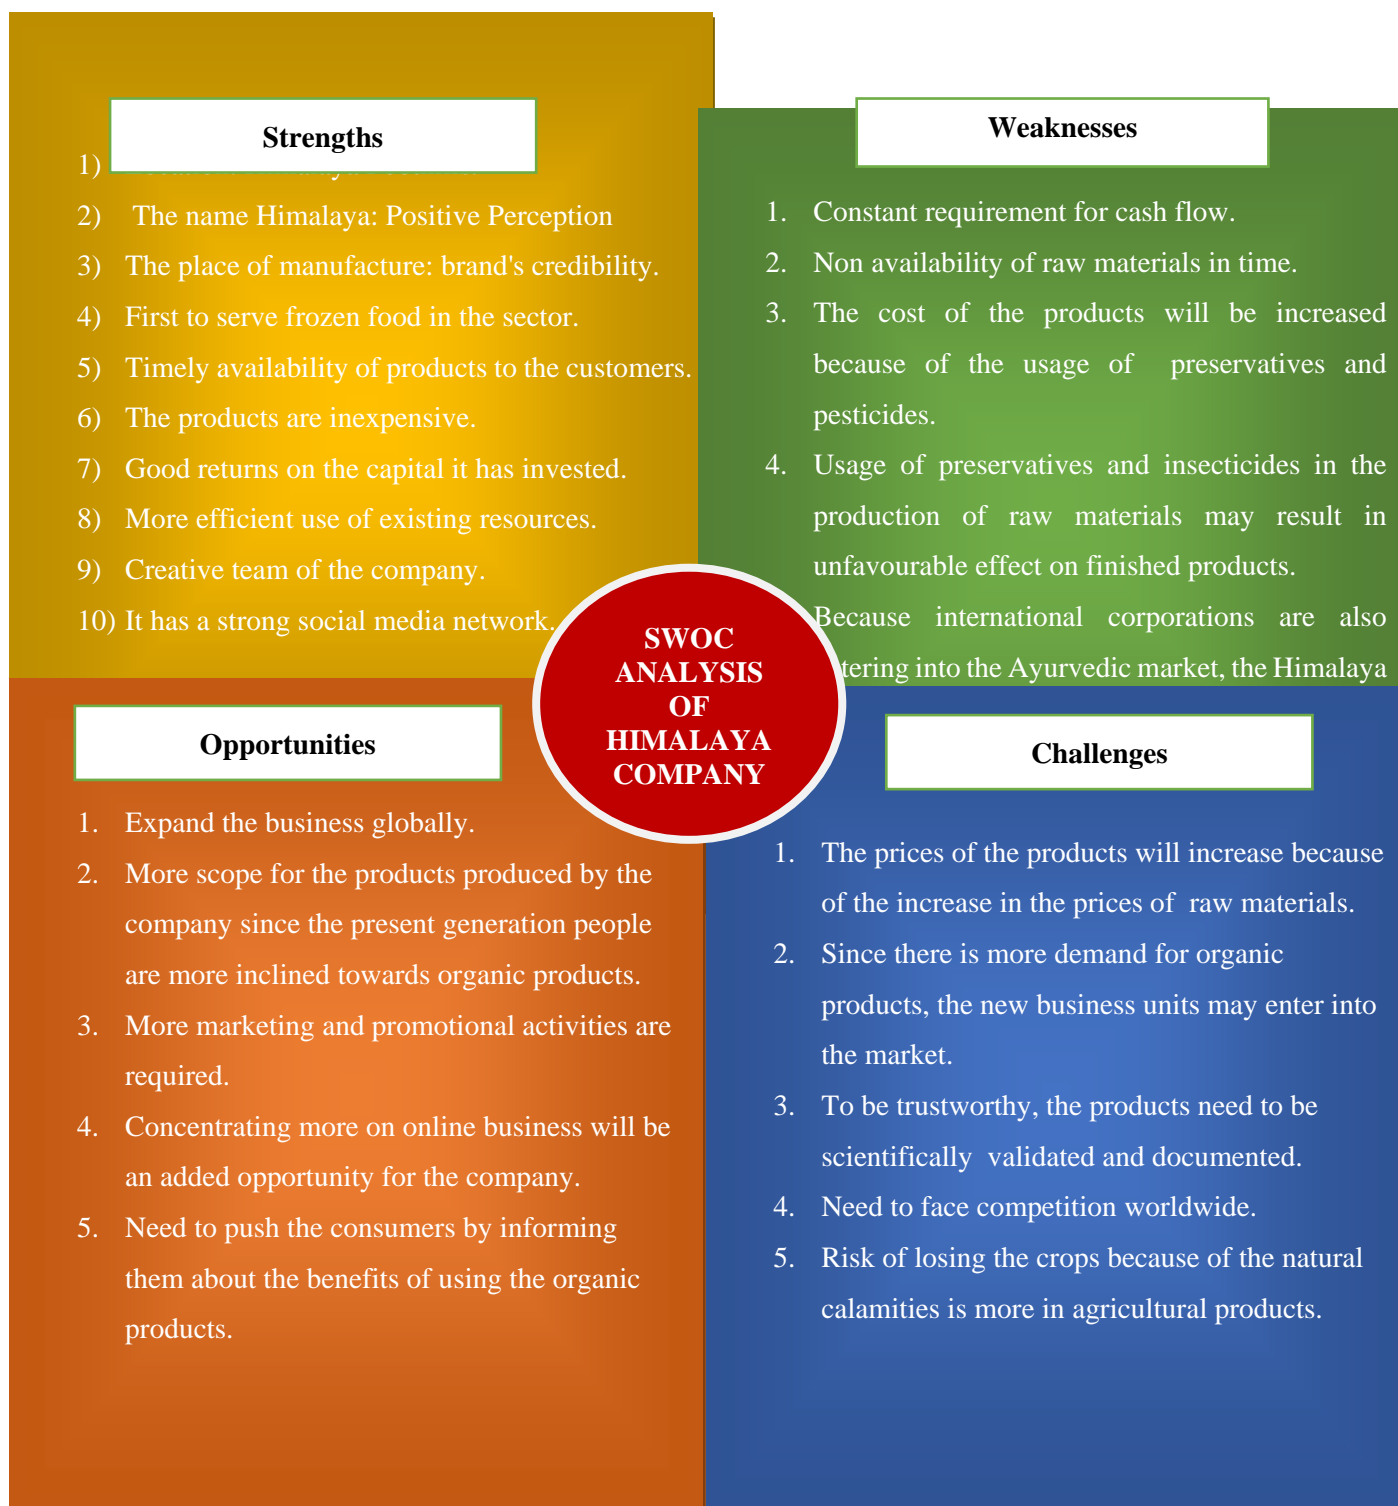 Strengths
1)
2) The name Himalaya: Positive Perception
3) The place of manufacture: brand's credibility.
4) First to serve frozen food in the sector.
5) Timely availability of products to the customers.
6) The products are inexpensive.
7) Good returns on the capital it has invested.
8) More efficient use of existing resources.
9) Creative team of the company.
10) It has a strong social media network.
Weaknesses
1. Constant requirement for cash flow.
2. Non availability of raw materials in time.
3. The cost of the products will be increased
because of the usage of preservatives and
pesticides.
4. Usage of preservatives and insecticides in the
production of raw materials may result in
unfavourable effect on finished products.
Because international corporations are also
tering into the Ayurvedic market, the Himalaya
SWOC
ANALYSIS
OF
HIMALAYA
COMPANY
Opportunities
1. Expand the business globally.
2. More scope for the products produced by the
company since the present generation people
are more inclined towards organic products.
3. More marketing and promotional activities are
required.
4. Concentrating more on online business will be
an added opportunity for the company.
5. Need to push the consumers by informing
them about the benefits of using the organic
products.
Challenges
1. The prices of the products will increase because
of the increase in the prices of raw materials.
2. Since there is more demand for organic
products, the new business units may enter into
the market.
3. To be trustworthy, the products need to be
scientifically validated and documented.
4. Need to face competition worldwide.
5. Risk of losing the crops because of the natural
calamities is more in agricultural products.